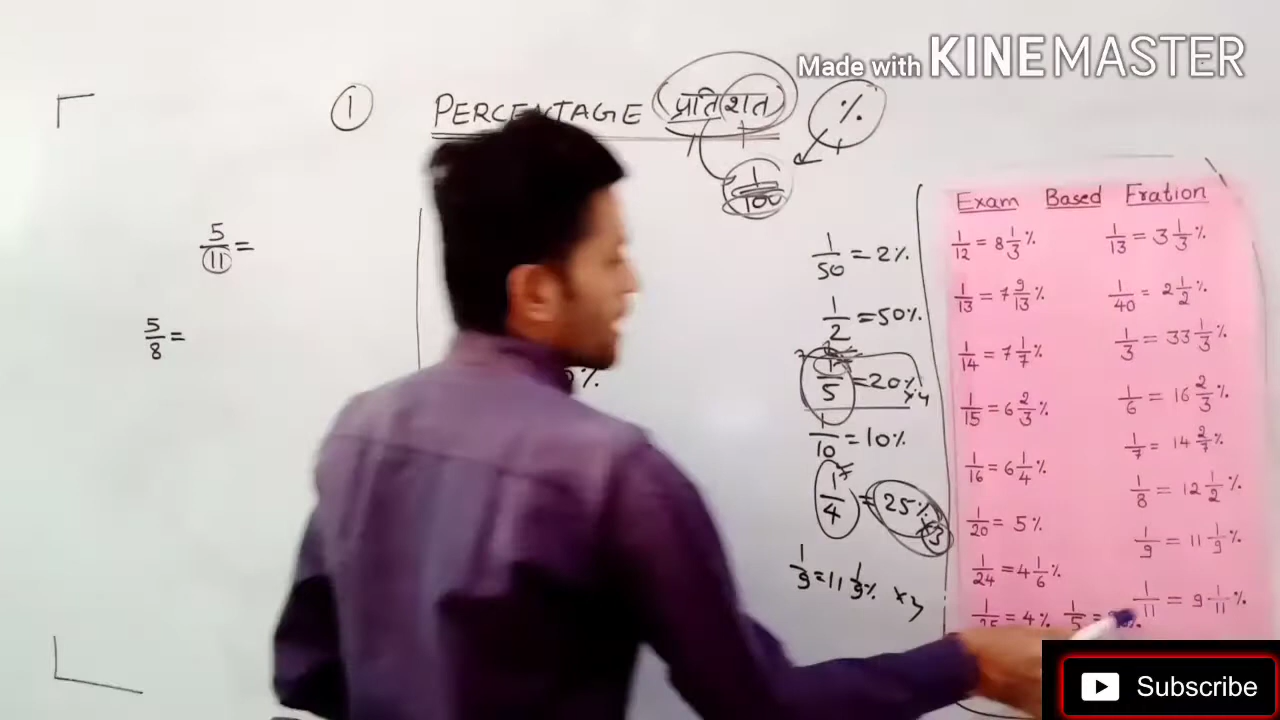 Made with KINEMASTER
① PERCENTAGE प्रतिशत %
1/100
5/11 =
5/8 =
%
1/50 = 2%
1/2 = 50%
1/5 = 20% ×4
1/10 = 10%
1/4 = 25% ×3
1/9 = 11 1/9% ×3
Exam Based Fration
1/12 = 8 1/3%
1/13 = 7 9/13%
1/14 = 7 1/7%
1/15 = 6 2/3%
1/16 = 6 1/4%
1/20 = 5%
1/24 = 4 1/6%
1/25 = 4%
1/5 =
1/13 = 3 1/3%
1/40 = 2 1/2%
1/3 = 33 1/3%
1/6 = 16 2/3%
1/7 = 14 2/7%
1/8 = 12 1/2%
1/9 = 11 1/9%
1/11 = 9 1/11%
Subscribe